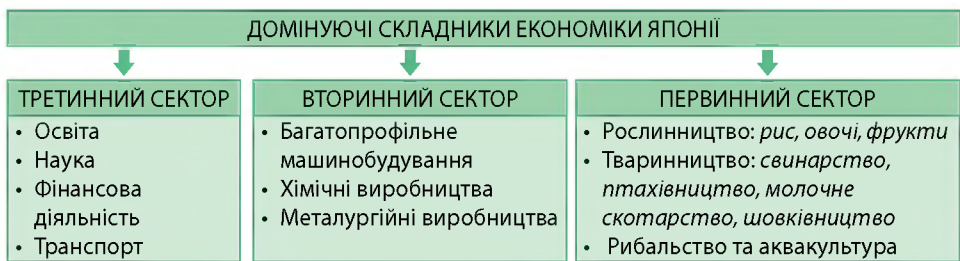 ДОМІНУЮЧІ СКЛАДНИКИ ЕКОНОМІКИ ЯПОНІЇ
ТРЕТИННИЙ СЕКТОР
• Освіта
• Наука
• Фінансова
діяльність
• Транспорт
ВТОРИННИЙ СЕКТОР
• Багатопрофільне
машинобудування
• Хімічні виробництва
• Металургійні виробництва
ПЕРВИННИЙ СЕКТОР
• Рослинництво: рис, овочі, фрукти
• Тваринництво: свинарство,
птахівництво, молочне
скотарство, шовківництво
• Рибальство та аквакультура